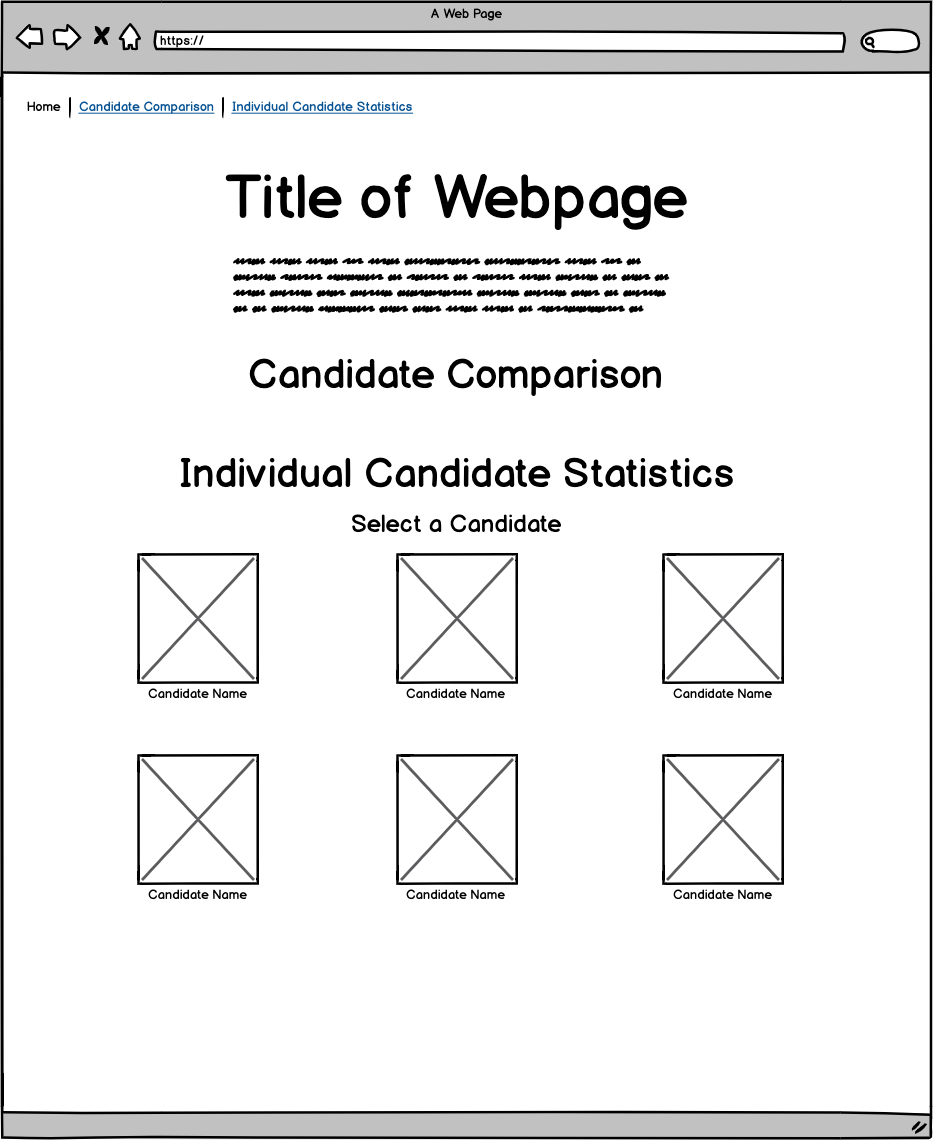 A Web Page
https://
Home Candidate Comparison Individual Candidate Statistics
Title of Webpage
Candidate Comparison
Individual Candidate Statistics
Select a Candidate
Candidate Name Candidate Name Candidate Name
Candidate Name Candidate Name Candidate Name